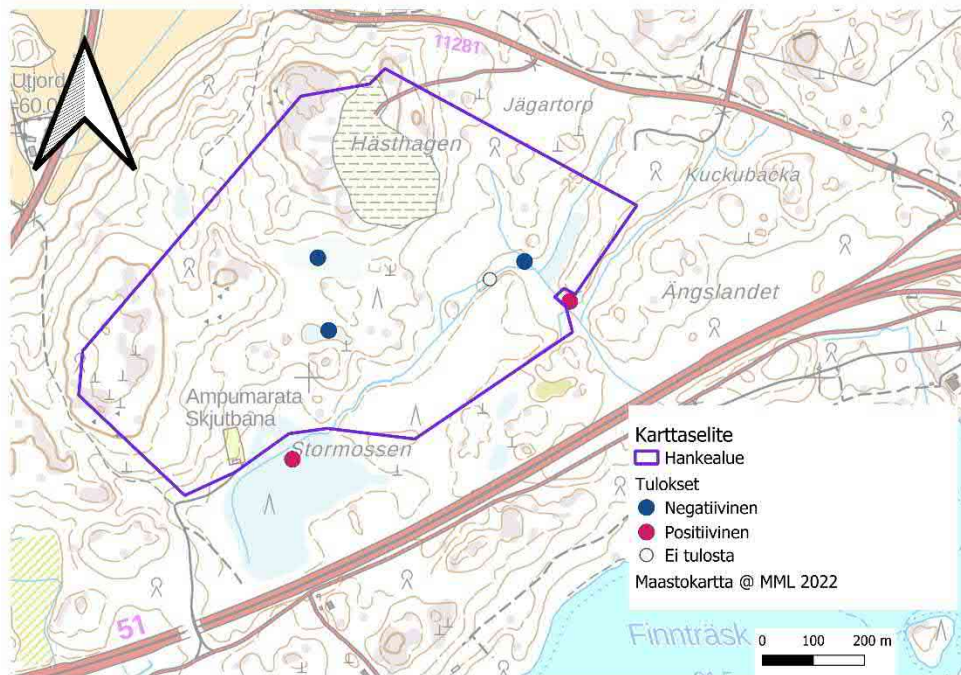 11281
Utjord
60.0
Jägartorp
Hästhagen
Kuckubacka
Ängslandet
Ampumarata
Skjutbana
Stormossen
Karttaselite
Hankealue
Tulokset
Negatiivinen
Positiivinen
Ei tulosta
Maastokartta @ MML 2022
51
Finnträsk
0 100 200 m